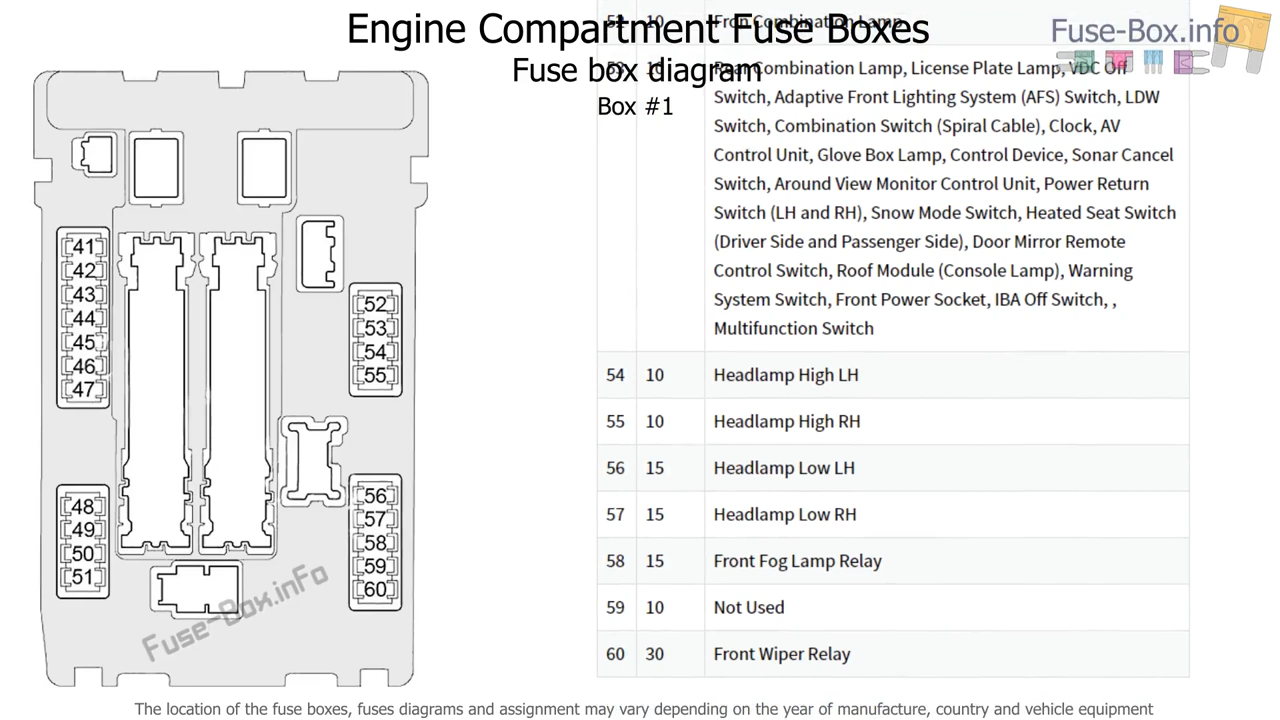 Engine Compartment Fuse Boxes
Fuse box diagram
Box #1
Fuse-Box.info
41
42
43
44
45
46
47
48
49
50
51
52
53
54
55
56
57
58
59
60
Fuse-Box.inFo
52 10 Fron Combination Lamp
53 10 Rear Combination Lamp, License Plate Lamp, VDC Off
Switch, Adaptive Front Lighting System (AFS) Switch, LDW
Switch, Combination Switch (Spiral Cable), Clock, AV
Control Unit, Glove Box Lamp, Control Device, Sonar Cancel
Switch, Around View Monitor Control Unit, Power Return
Switch (LH and RH), Snow Mode Switch, Heated Seat Switch
(Driver Side and Passenger Side), Door Mirror Remote
Control Switch, Roof Module (Console Lamp), Warning
System Switch, Front Power Socket, IBA Off Switch, ,
Multifunction Switch
54 10 Headlamp High LH
55 10 Headlamp High RH
56 15 Headlamp Low LH
57 15 Headlamp Low RH
58 15 Front Fog Lamp Relay
59 10 Not Used
60 30 Front Wiper Relay
The location of the fuse boxes, fuses diagrams and assignment may vary depending on the year of manufacture, country and vehicle equipment